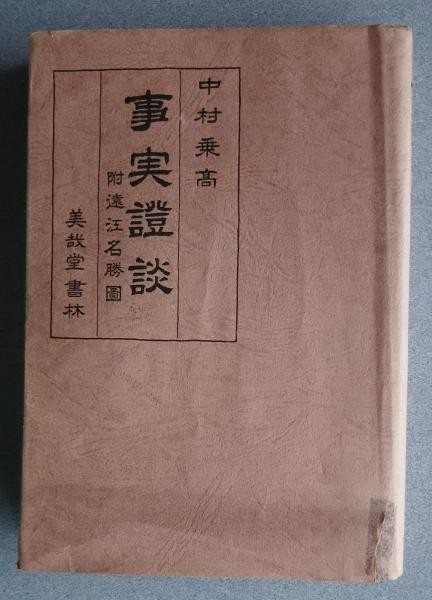 中村乗高
事実證談
附遠江名勝圖
美哉堂書林